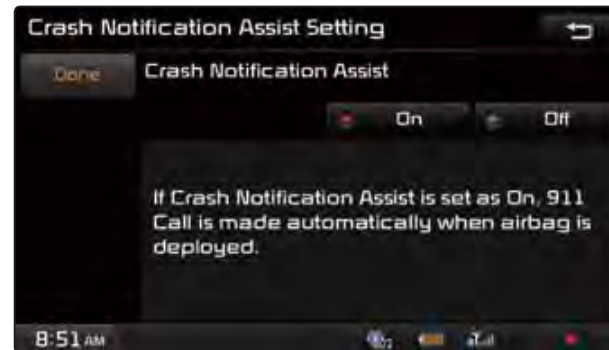 Crash Notification Assist Setting
Done
Crash Notification Assist
On
Off
If Crash Notification Assist is set as On, 911
Call is made automatically when airbag is
deployed.
8:51 AM